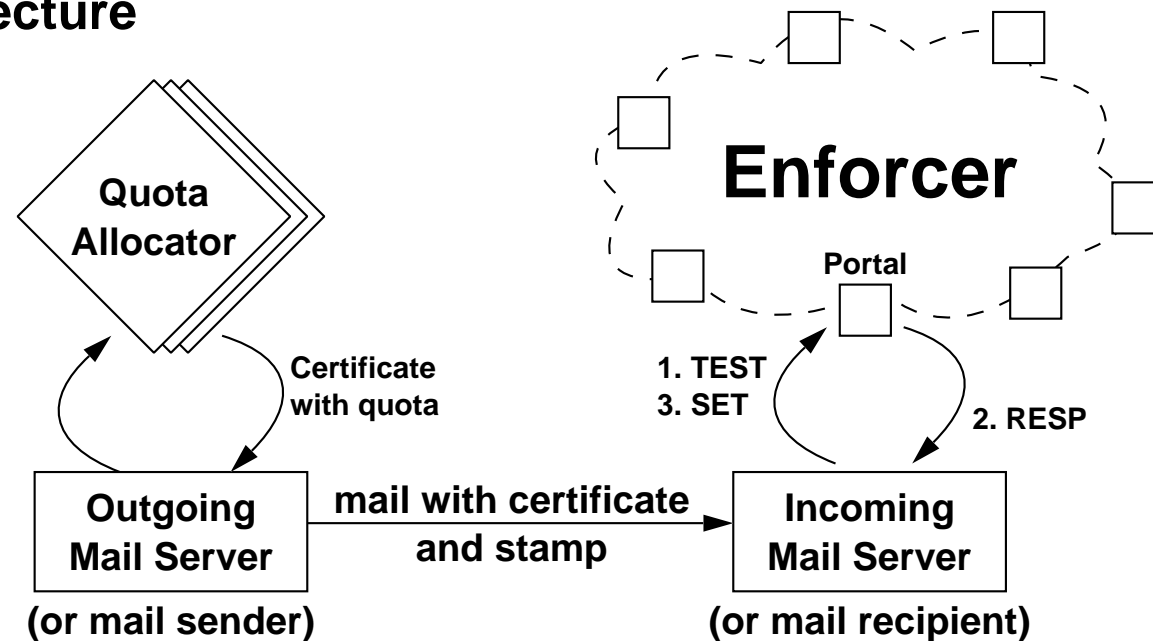 ecture
Quota
Allocator
Enforcer
Portal
Certificate
with quota
1. TEST
3. SET
2. RESP
Outgoing
Mail Server
mail with certificate
and stamp
Incoming
Mail Server
(or mail sender)
(or mail recipient)